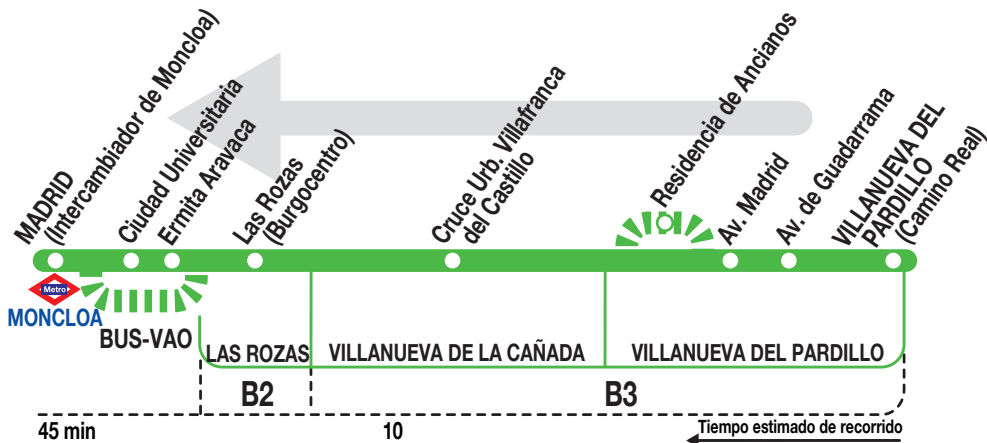 MADRID
(Intercambiador de Moncloa)
Ciudad Universitaria
Ermita Aravaca
Las Rozas
(Burgocentro)
Cruce Urb. Villafranca
del Castillo
Residencia de Ancianos
Av. Madrid
Av. de Guadarrama
VILLANUEVA DEL
PARDILLO
(Camino Real)
Metro
MONCLOA
BUS-VAO
LAS ROZAS
VILLANUEVA DE LA CAÑADA
VILLANUEVA DEL PARDILLO
B2
B3
45 min
10
Tiempo estimado de recorrido